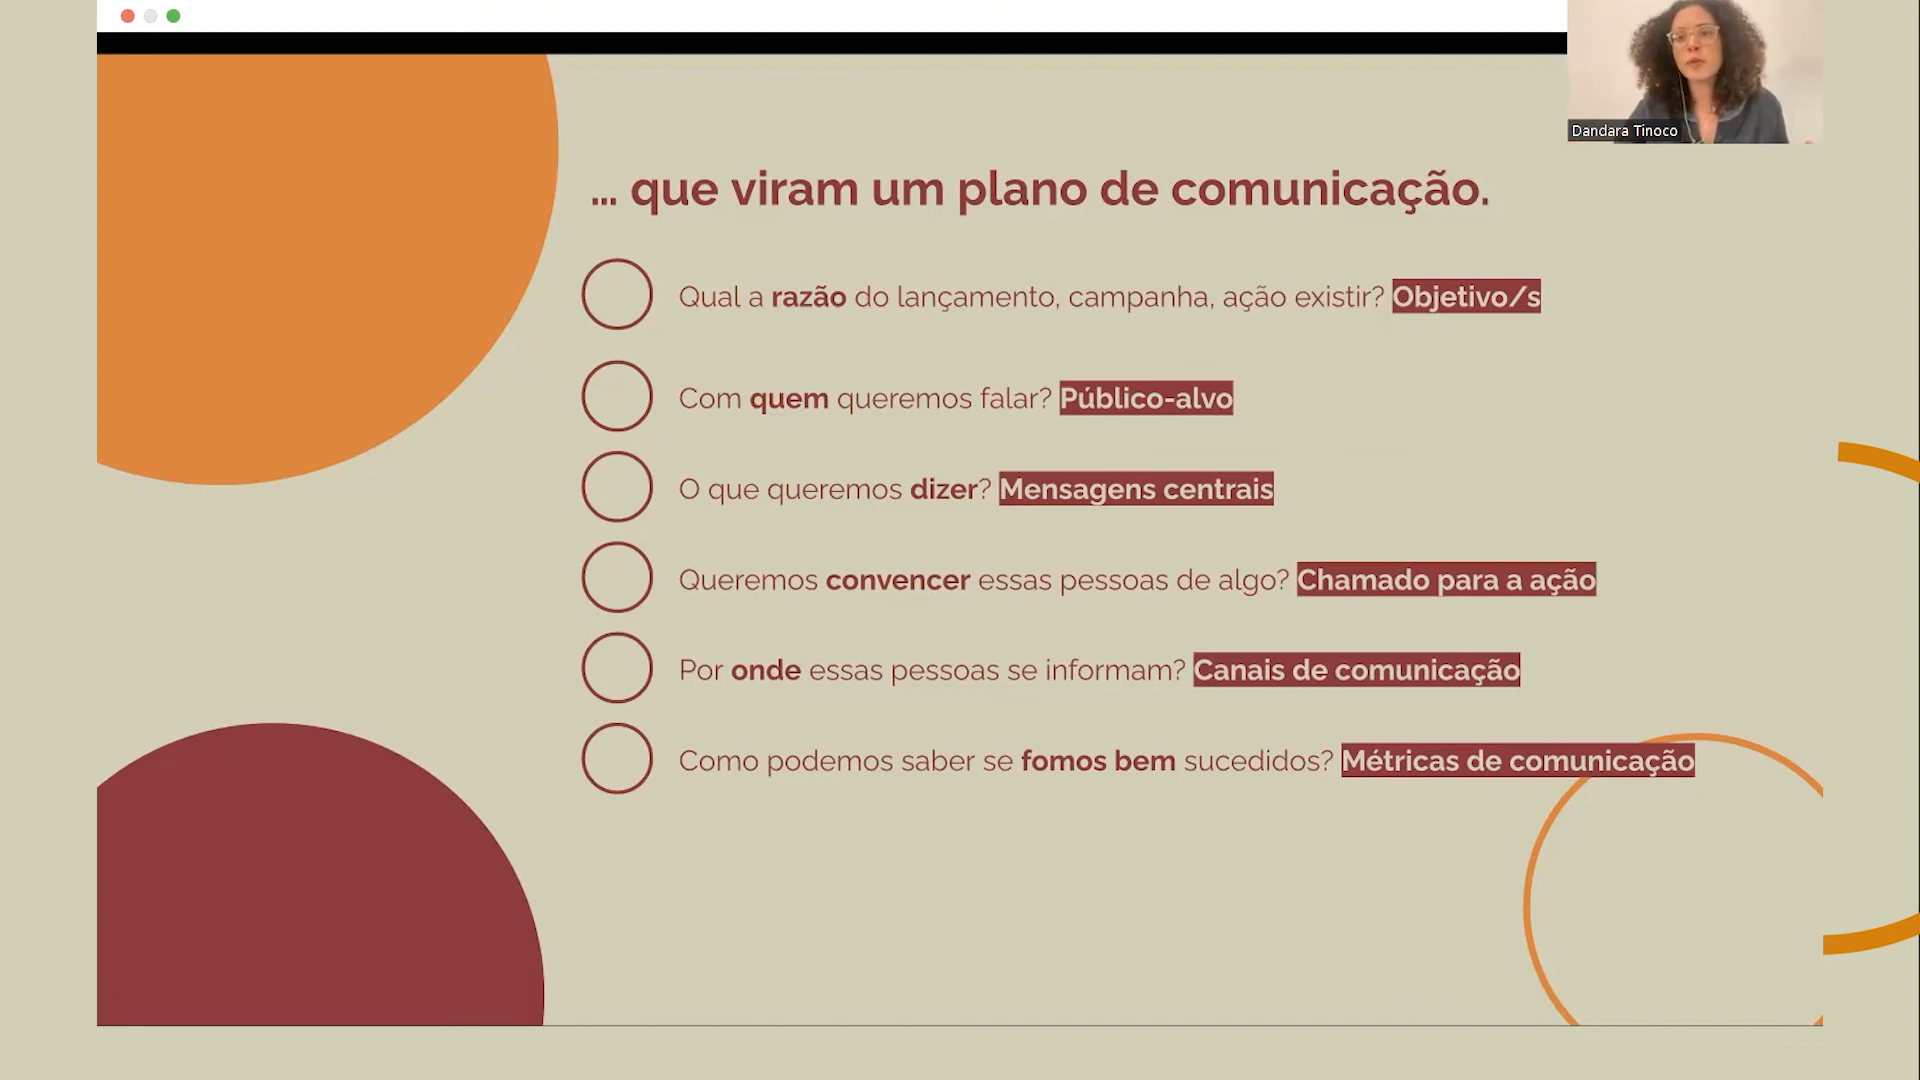 Dandara Tinoco
... que viram um plano de comunicação.
Qual a razão do lançamento, campanha, ação existir? Objetivo/s
Com quem queremos falar? Público-alvo
O que queremos dizer? Mensagens centrais
Queremos convencer essas pessoas de algo? Chamado para a ação
Por onde essas pessoas se informam? Canais de comunicação
Como podemos saber se fomos bem sucedidos? Métricas de comunicação